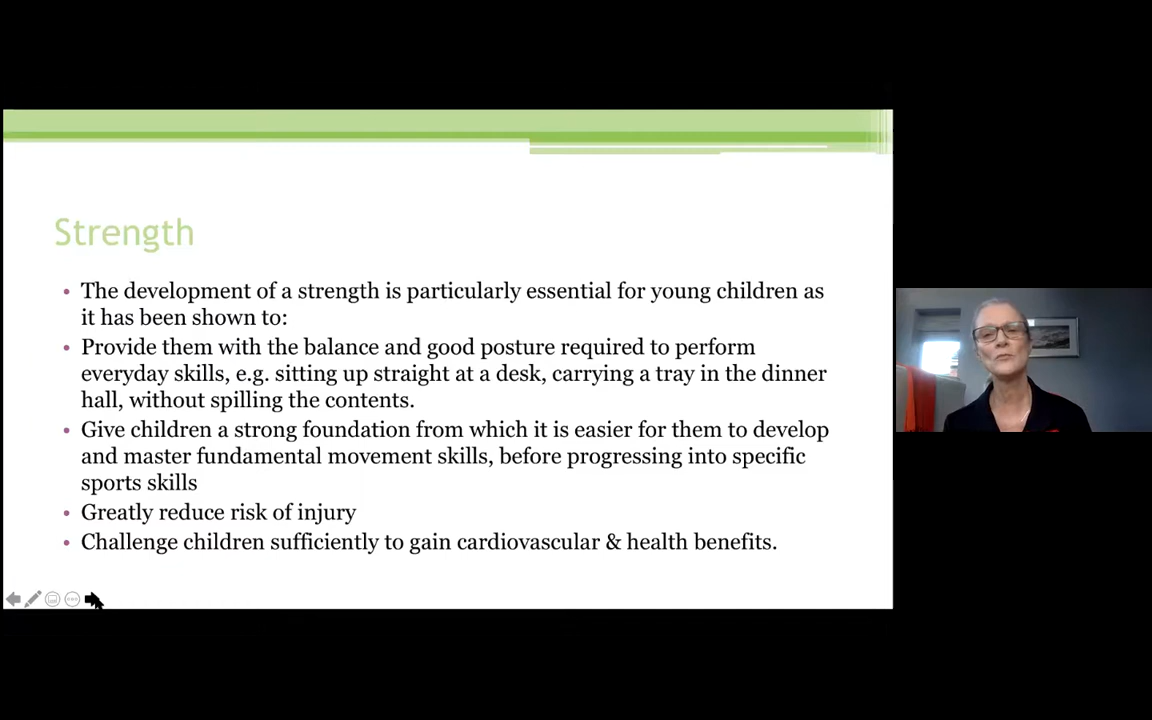 Strength
• The development of a strength is particularly essential for young children as
it has been shown to:
• Provide them with the balance and good posture required to perform
everyday skills, e.g. sitting up straight at a desk, carrying a tray in the dinner
hall, without spilling the contents.
• Give children a strong foundation from which it is easier for them to develop
and master fundamental movement skills, before progressing into specific
sports skills
• Greatly reduce risk of injury
• Challenge children sufficiently to gain cardiovascular & health benefits.